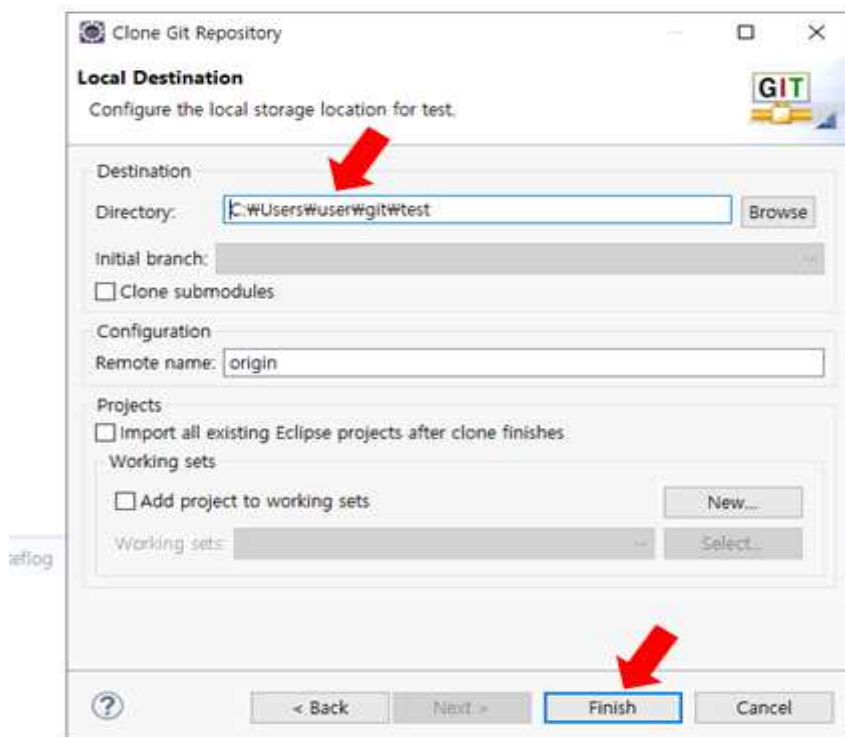 Clone Git Repository
Local Destination
Configure the local storage location for test.
GIT
Destination
Directory: C:₩Users₩user₩git₩test Browse
Initial branch:
Clone submodules
Configuration
Remote name: origin
Projects
Import all existing Eclipse projects after clone finishes
Working sets
Add project to working sets New...
Working sets: Select...
eflog
? < Back Next > Finish Cancel